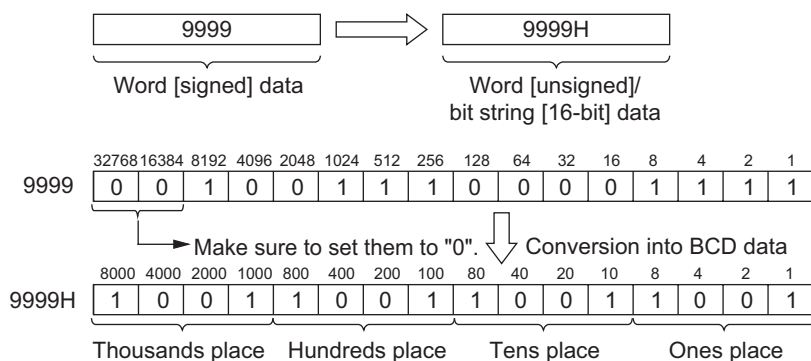 9999 9999H
Word [signed] data Word [unsigned]/
bit string [16-bit] data
32768 16384 8192 4096 2048 1024 512 256 128 64 32 16 8 4 2 1
9999 0 0 1 0 0 1 1 1 0 0 0 0 1 1 1 1
Make sure to set them to "0". Conversion into BCD data
8000 4000 2000 1000 800 400 200 100 80 40 20 10 8 4 2 1
9999H 1 0 0 1 1 0 0 1 1 0 0 1 1 0 0 1
Thousands place Hundreds place Tens place Ones place